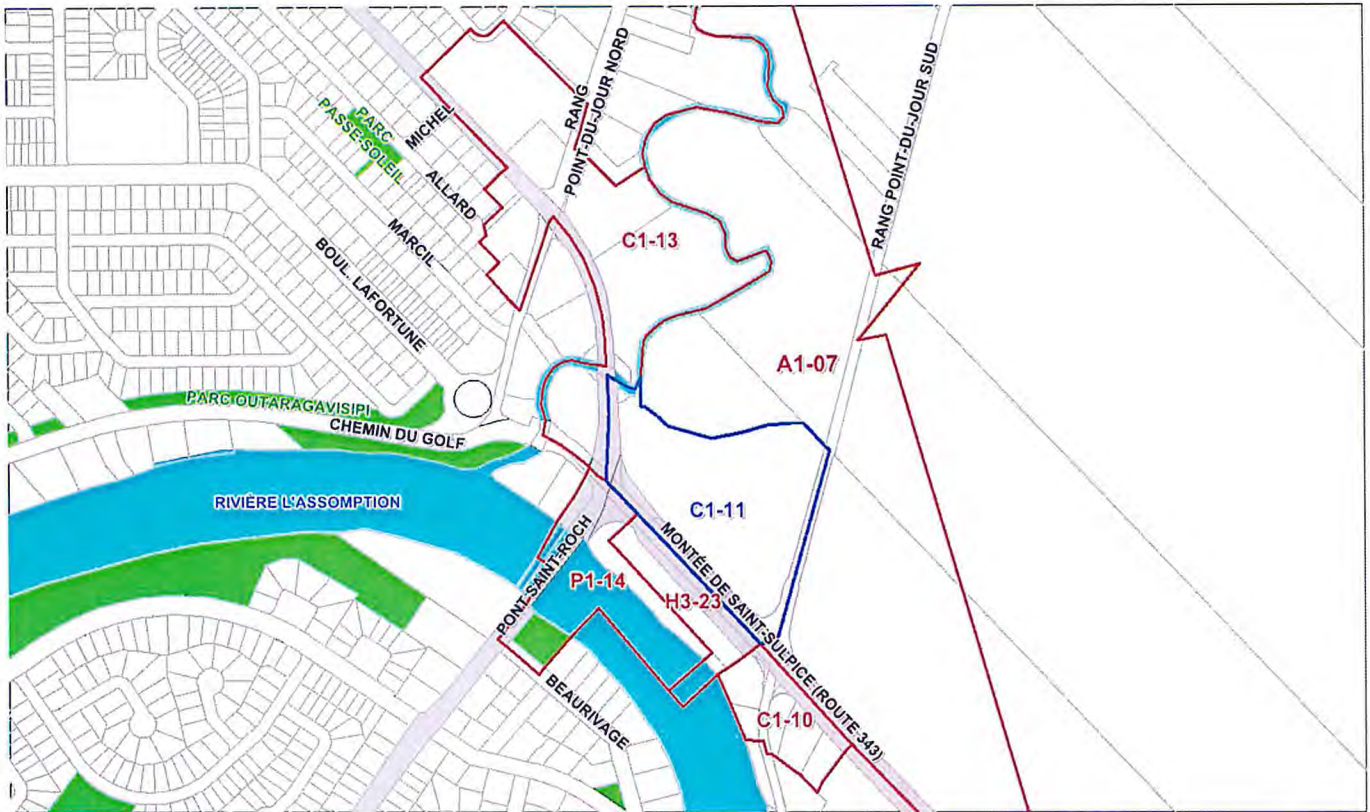 RANG
POINT-DU-JOUR NORD
RANG POINT-DU-JOUR SUD
PARC
PASSE-SOLEIL
MICHEL
ALLARD
MARCIL
BOUL. LAFORTUNE
C1-13
A1-07
PARC OUTARAGAVISIPI
CHEMIN DU GOLF
RIVIÈRE L'ASSOMPTION
C1-11
PONT-SAINT-ROCH
P1-14
H3-23
MONTÉE DE SAINT-SULPICE (ROUTE 343)
BEAURIVAGE
C1-10